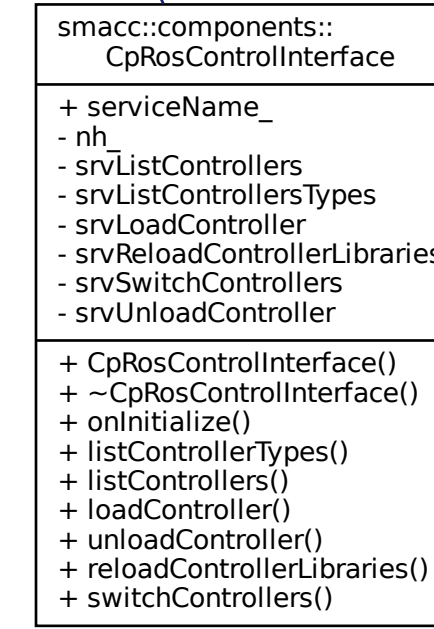 smacc::components::
CpRosControlInterface
+ serviceName_
- nh_
- srvListControllers
- srvListControllersTypes
- srvLoadController
- srvReloadControllerLibraries
- srvSwitchControllers
- srvUnloadController
+ CpRosControlInterface()
+ ~CpRosControlInterface()
+ onInitialize()
+ listControllerTypes()
+ listControllers()
+ loadController()
+ unloadController()
+ reloadControllerLibraries()
+ switchControllers()